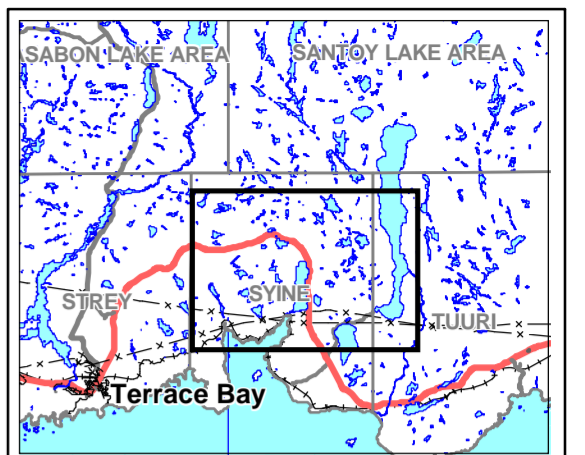 SABON LAKE AREA SANTOY LAKE AREA
STREY SYINE TUURI
Terrace Bay